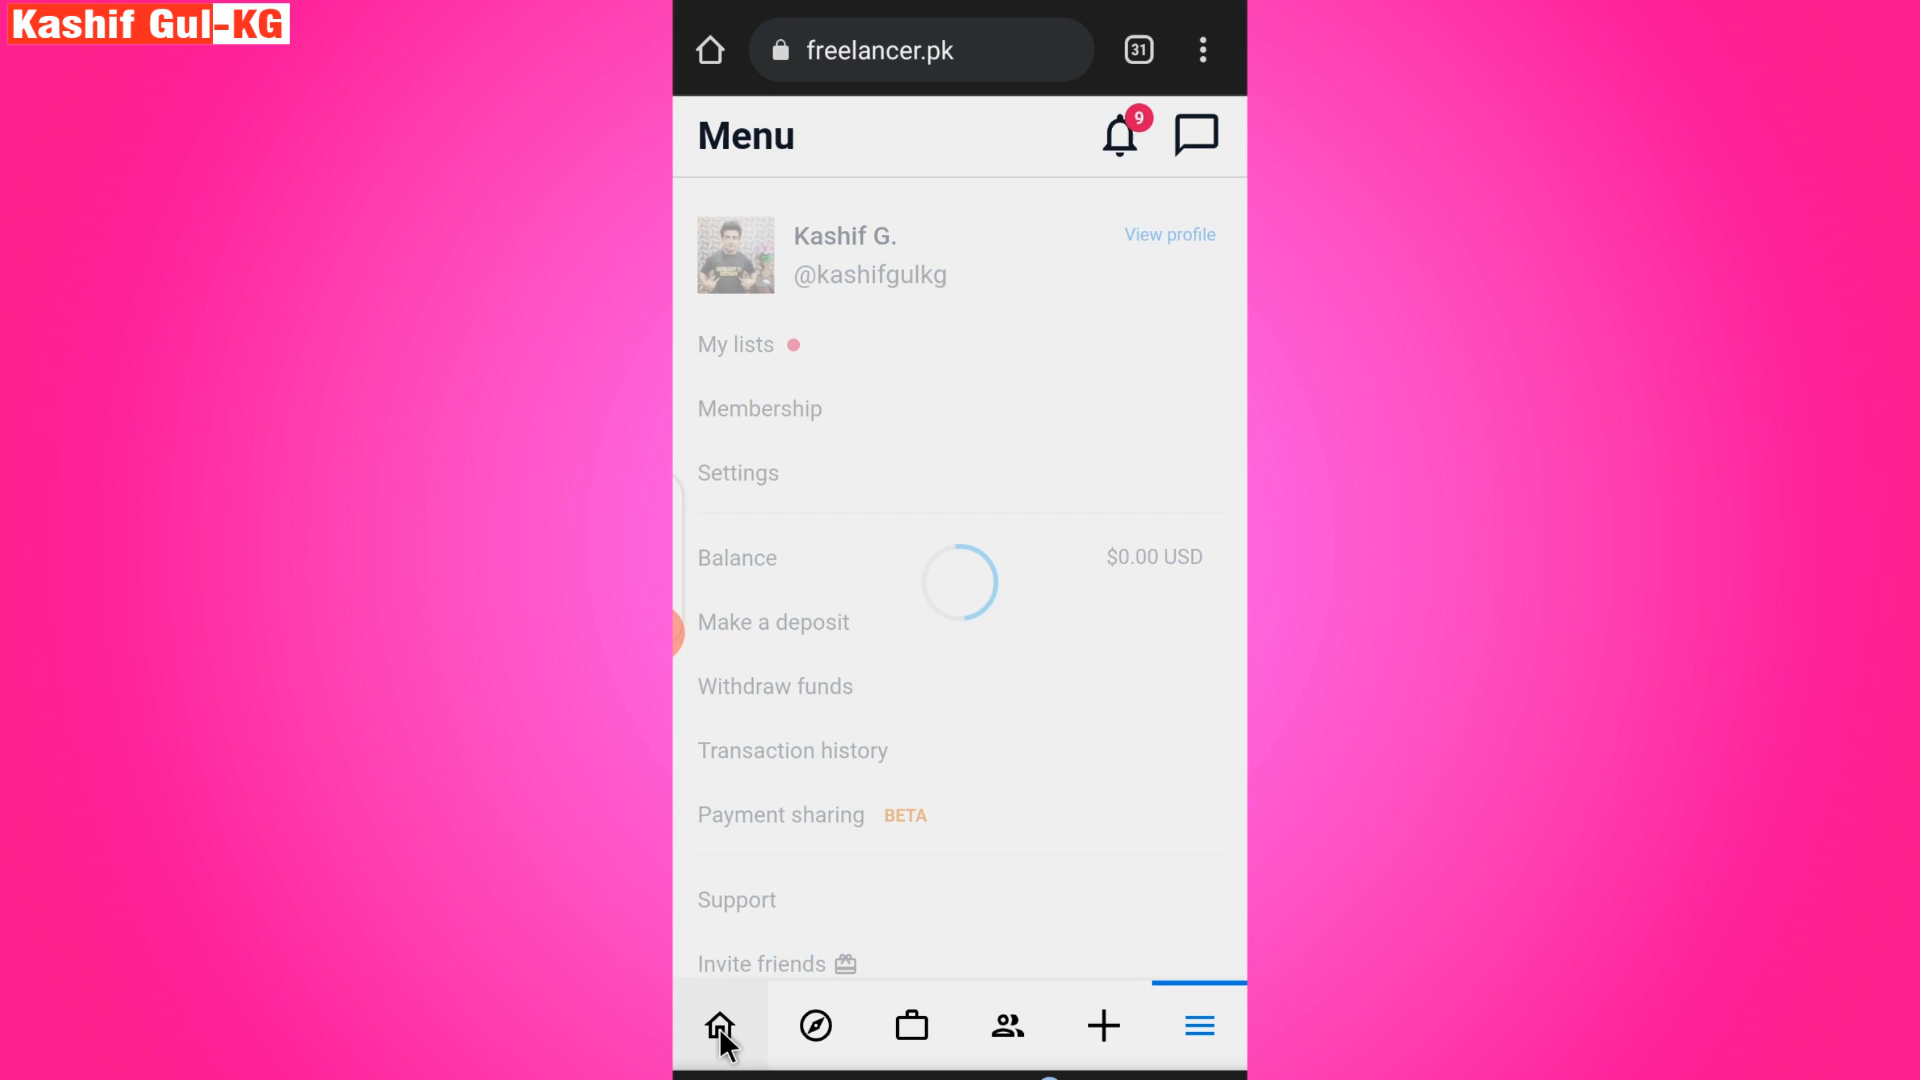 Kashif Gul-KG
freelancer.pk
31
Menu
9
Kashif G.
View profile
@kashifgulkg
My lists
Membership
Settings
Balance
$0.00 USD
Make a deposit
Withdraw funds
Transaction history
Payment sharing BETA
Support
Invite friends